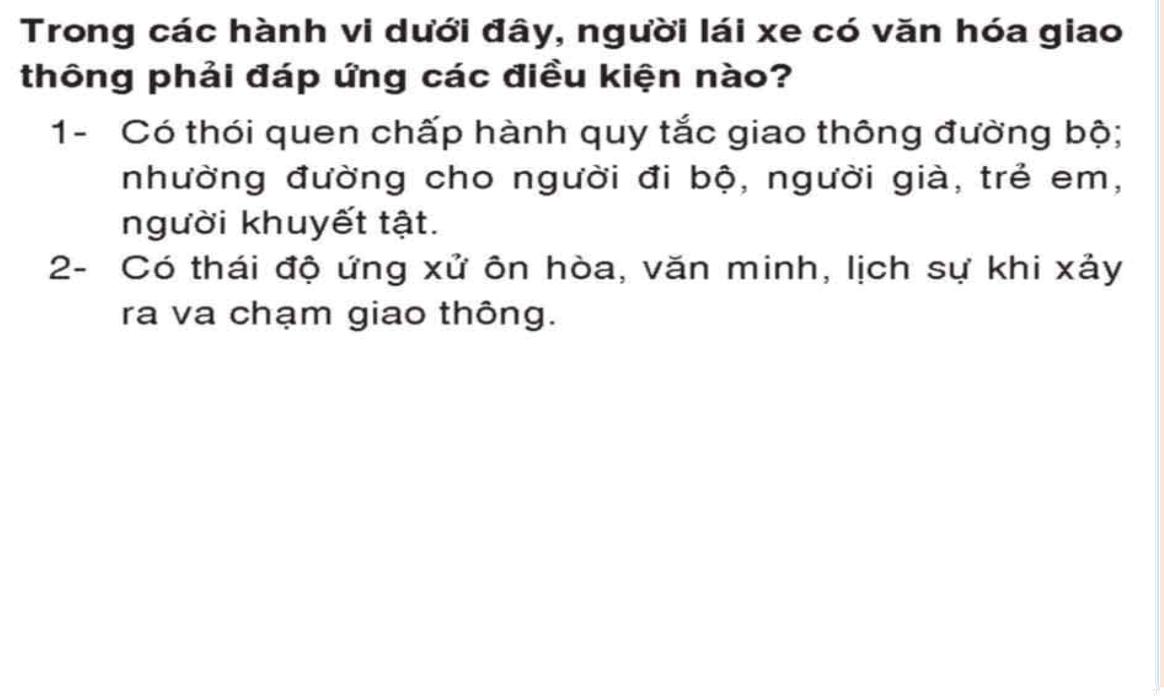 Trong các hành vi dưới đây, người lái xe có văn hóa giao
thông phải đáp ứng các điều kiện nào?
1- Có thói quen chấp hành quy tắc giao thông đường bộ;
nhường đường cho người đi bộ, người già, trẻ em,
người khuyết tật.
2- Có thái độ ứng xử ôn hòa, văn minh, lịch sự khi xảy
ra va chạm giao thông.